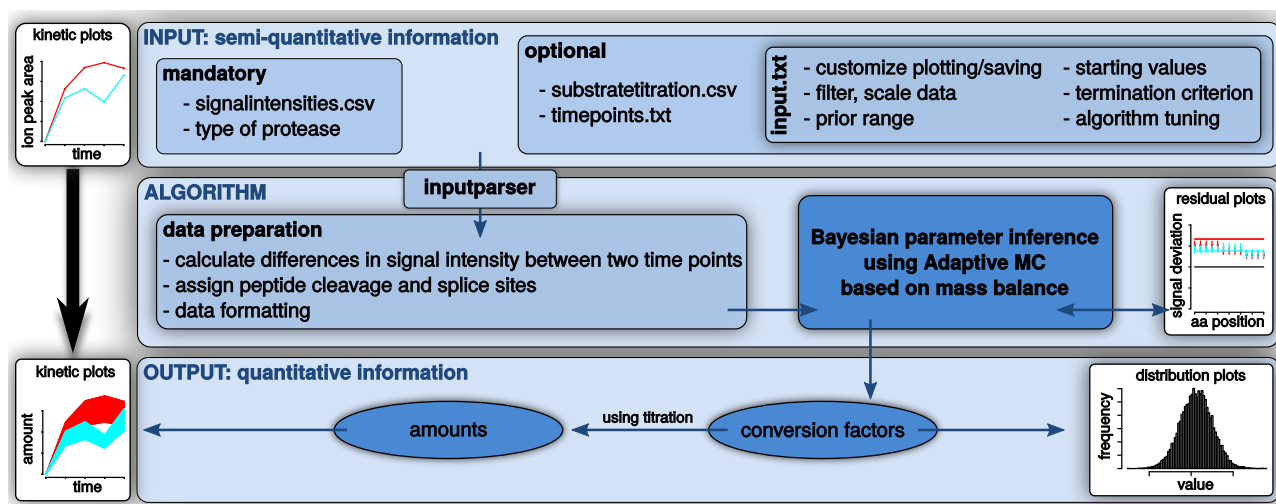 kinetic plots
ion peak area
time
INPUT: semi-quantitative information
mandatory
- signalintensities.csv
- type of protease
optional
- substratetitration.csv
- timepoints.txt
input.txt
- customize plotting/saving
- filter, scale data
- prior range
- starting values
- termination criterion
- algorithm tuning
inputparser
ALGORITHM
data preparation
- calculate differences in signal intensity between two time points
- assign peptide cleavage and splice sites
- data formatting
Bayesian parameter inference
using Adaptive MC
based on mass balance
residual plots
signal deviation
aa position
kinetic plots
amount
time
OUTPUT: quantitative information
amounts
using titration
conversion factors
distribution plots
frequency
value